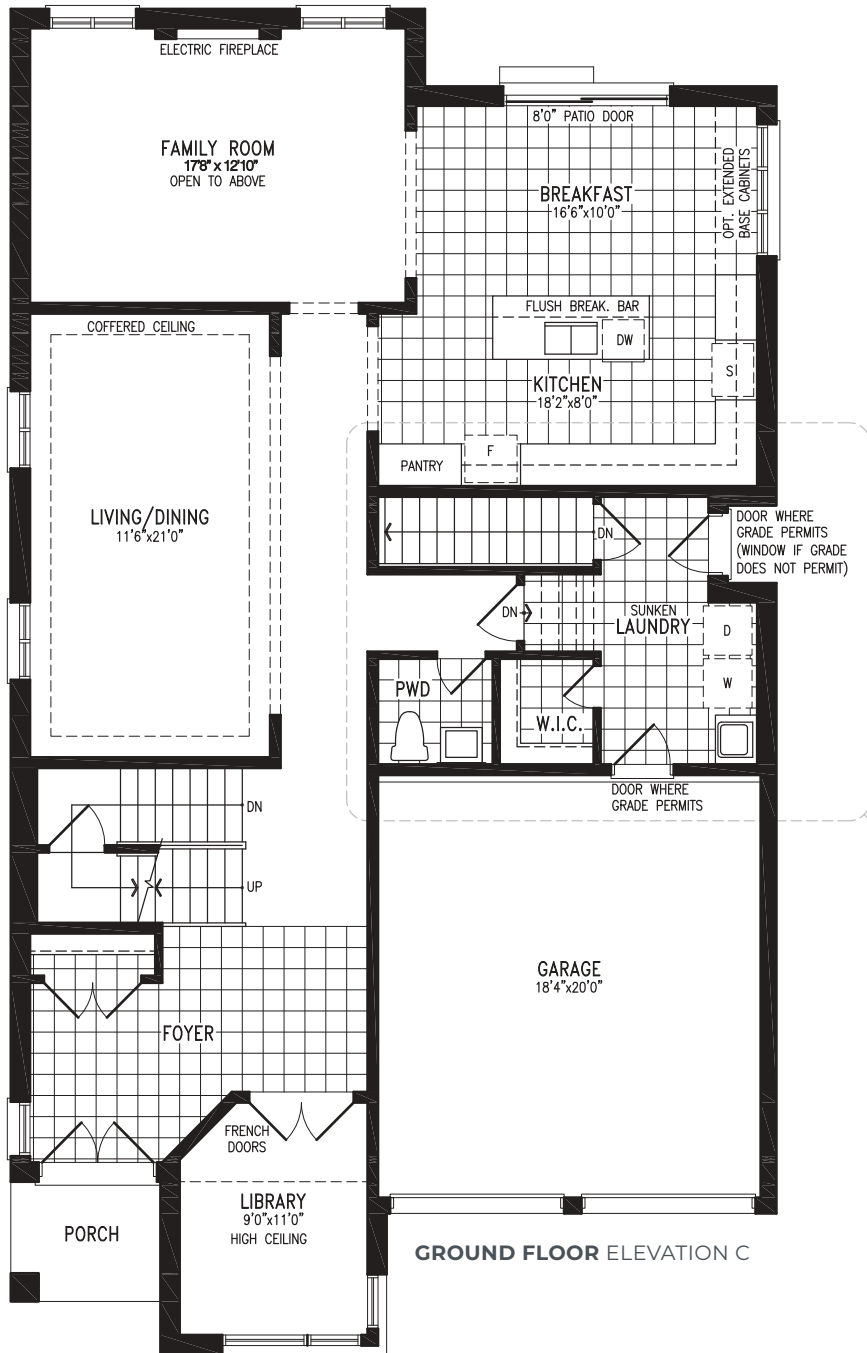 ELECTRIC FIREPLACE
FAMILY ROOM
17'8" x 12'10"
OPEN TO ABOVE
8'0" PATIO DOOR
BREAKFAST
16'6"x10'0"
OPT. EXTENDED
BASE CABINETS
FLUSH BREAK. BAR
DW
S
KITCHEN
18'2"x8'0"
PANTRY
F
COFFERED CEILING
LIVING/DINING
11'6"x21'0"
DN
DOOR WHERE
GRADE PERMITS
(WINDOW IF GRADE
DOES NOT PERMIT)
DN
SUNKEN
LAUNDRY
D
W
PWD
W.I.C.
DOOR WHERE
GRADE PERMITS
DN
UP
GARAGE
18'4"x20'0"
FOYER
FRENCH
DOORS
LIBRARY
9'0"x11'0"
HIGH CEILING
PORCH
GROUND FLOOR ELEVATION C